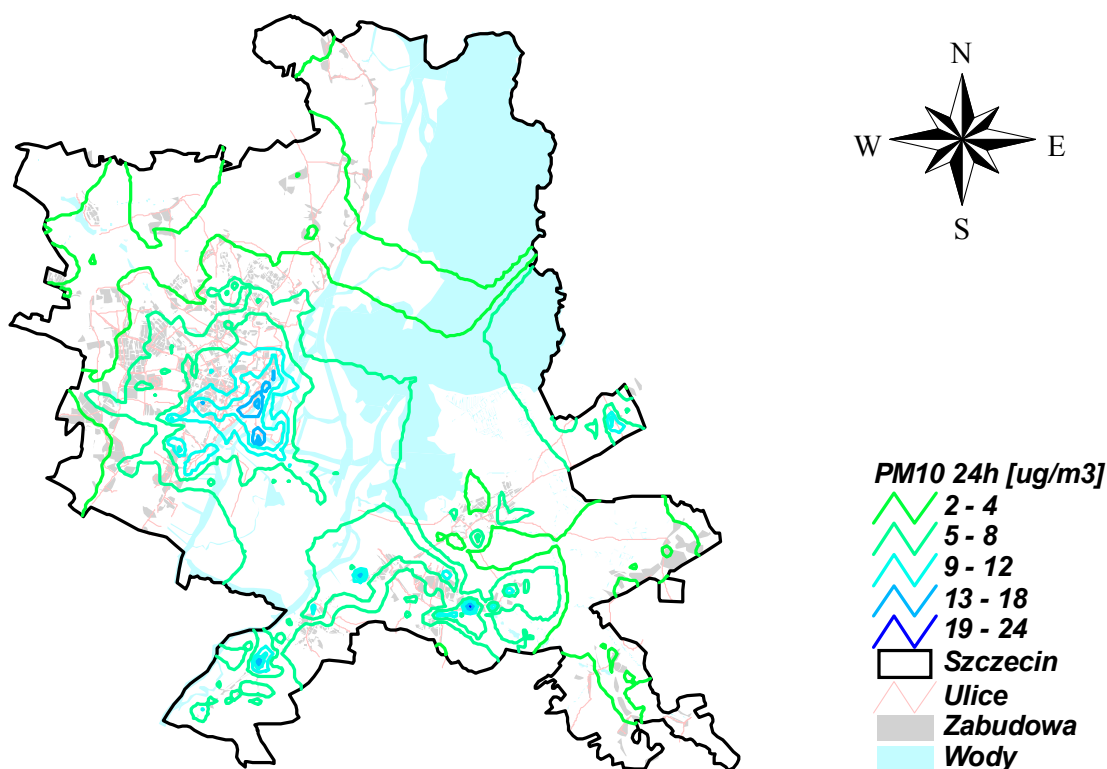 N
W E
S
PM10 24h [ug/m3]
2 - 4
5 - 8
9 - 12
13 - 18
19 - 24
Szczecin
Ulice
Zabudowa
Wody